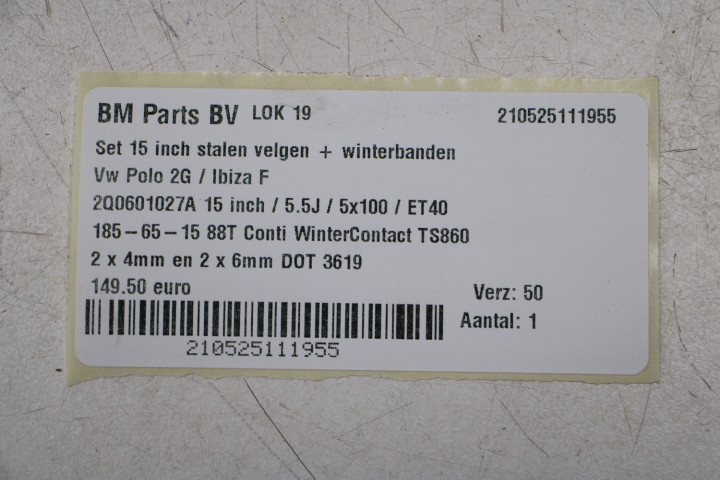 BM Parts BV LOK 19 210525111955
Set 15 inch stalen velgen + winterbanden
Vw Polo 2G / Ibiza F
2Q0601027A 15 inch / 5.5J / 5x100 / ET40
185-65-15 88T Conti WinterContact TS860
2 x 4mm en 2 x 6mm DOT 3619
149.50 euro Verz: 50
Aantal: 1
210525111955